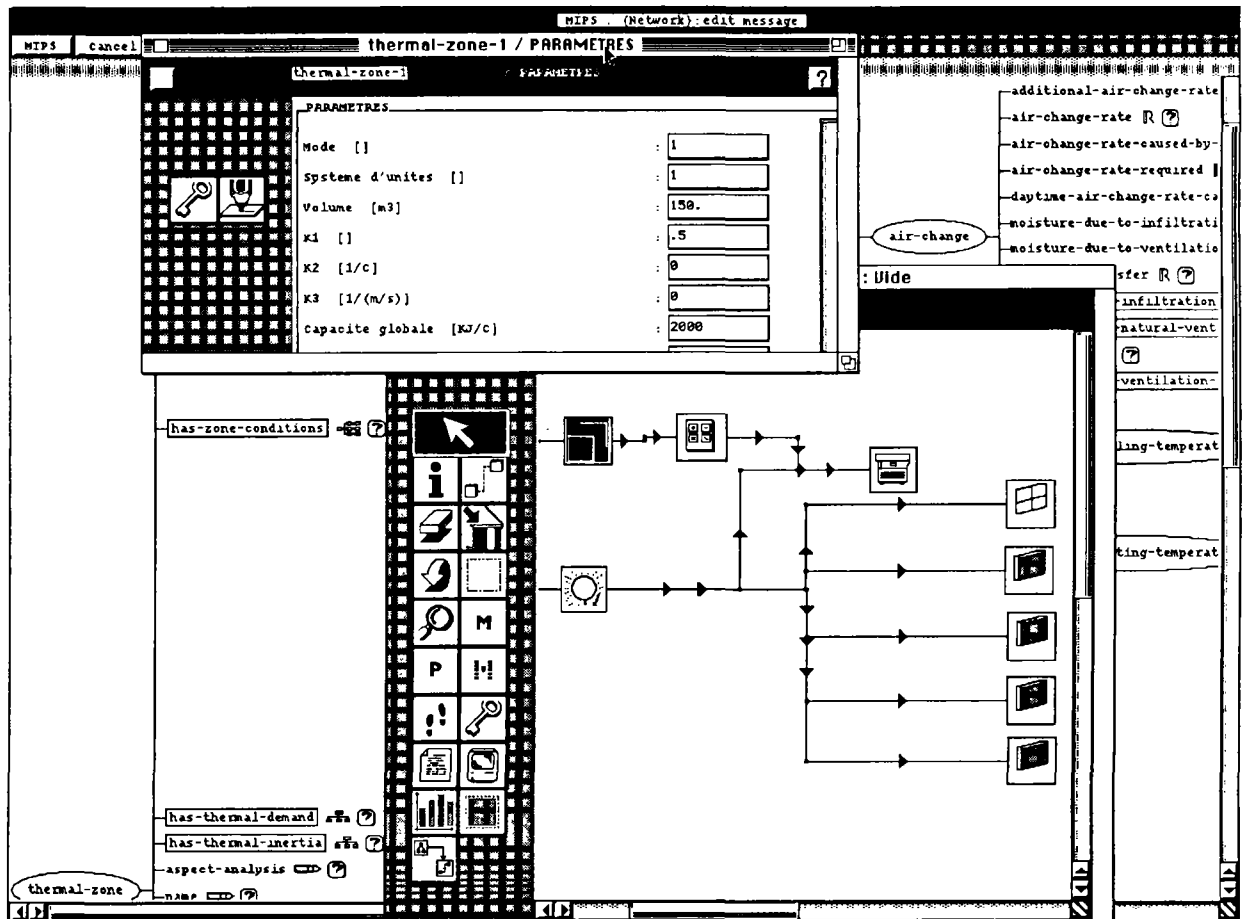 MIPS . (Network):edit message
MIPS Cancel
thermal-zone-1 / PARAMETRES
thermal-zone-1 / PARAMETRES ?
PARAMETRES
Mode [] : 1
Systeme d'unites [] : 1
Volume [m3] : 150.
K1 [] : .5
K2 [1/C] : 0
K3 [1/(m/s)] : 0
Capacite globale [KJ/C] : 2000
additional-air-change-rate
air-change-rate R ?
air-change-rate-caused-by-
air-change-rate-required
daytime-air-change-rate-ca
moisture-due-to-infiltrati
air-change
moisture-due-to-ventilatio
: Vide
sfer R ?
infiltration
natural-vent
?
ventilation-
has-zone-conditions ?
ling-temperat
i
ting-temperat
M
P
has-thermal-demand ?
has-thermal-inertia ?
aspect-analysis ?
thermal-zone
name ?